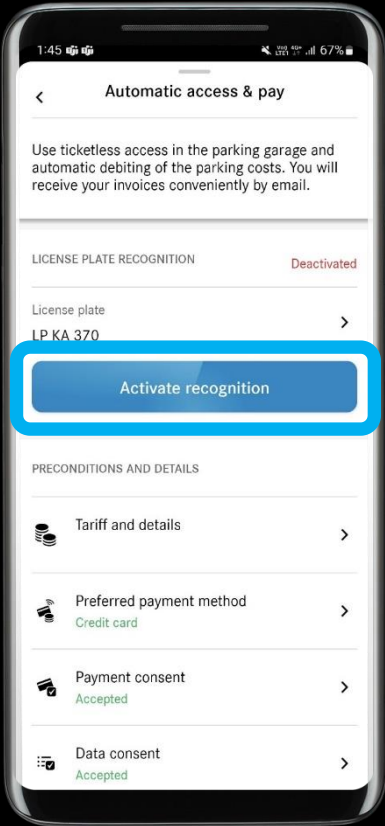 1:45 67%
Automatic access & pay
Use ticketless access in the parking garage and
automatic debiting of the parking costs. You will
receive your invoices conveniently by email.
LICENSE PLATE RECOGNITION
Deactivated
License plate
LP KA 370
Activate recognition
PRECONDITIONS AND DETAILS
Tariff and details
Preferred payment method
Credit card
Payment consent
Accepted
Data consent
Accepted